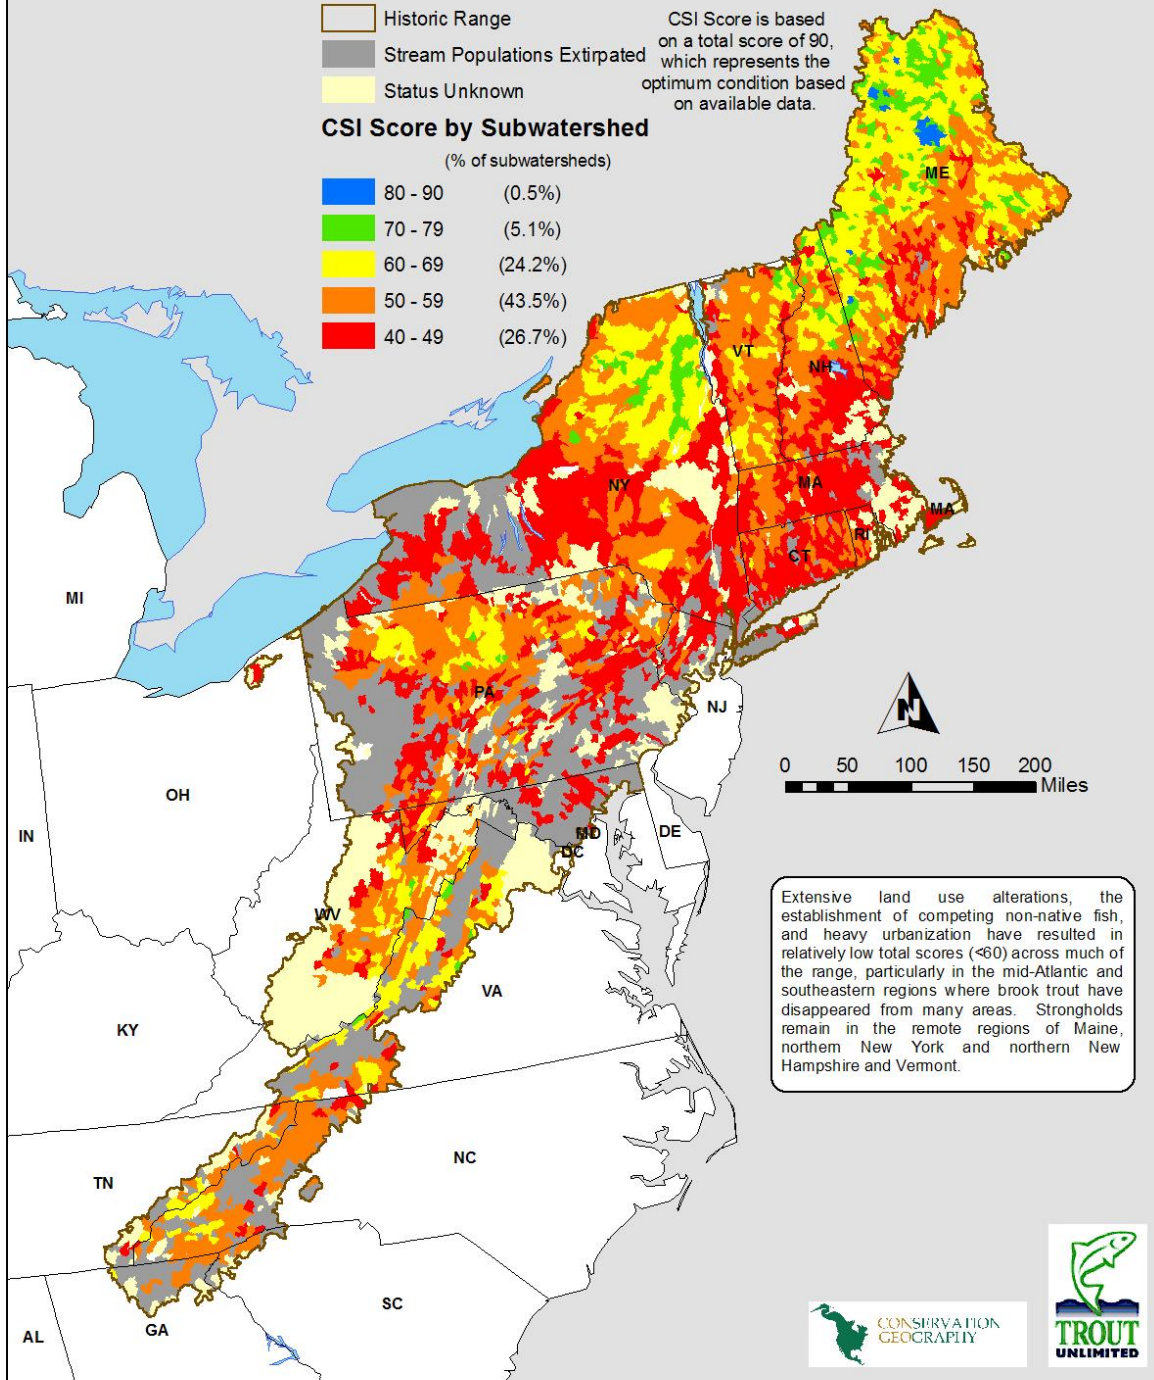 Historic Range
Stream Populations Extirpated
Status Unknown
CSI Score is based
on a total score of 90,
which represents the
optimum condition based
on available data.
CSI Score by Subwatershed
(% of subwatersheds)
80 - 90 (0.5%)
70 - 79 (5.1%)
60 - 69 (24.2%)
50 - 59 (43.5%)
40 - 49 (26.7%)
ME
VT
NH
NY
MA
MA
CT
RI
MI
PA
NJ
N
0 50 100 150 200
Miles
OH
IN
MD
DE
DC
WV
VA
KY
Extensive land use alterations, the
establishment of competing non-native fish,
and heavy urbanization have resulted in
relatively low total scores (<60) across much of
the range, particularly in the mid-Atlantic and
southeastern regions where brook trout have
disappeared from many areas. Strongholds
remain in the remote regions of Maine,
northern New York and northern New
Hampshire and Vermont.
NC
TN
SC
GA
AL
CONSERVATION
GEOGRAPHY
TROUT
UNLIMITED